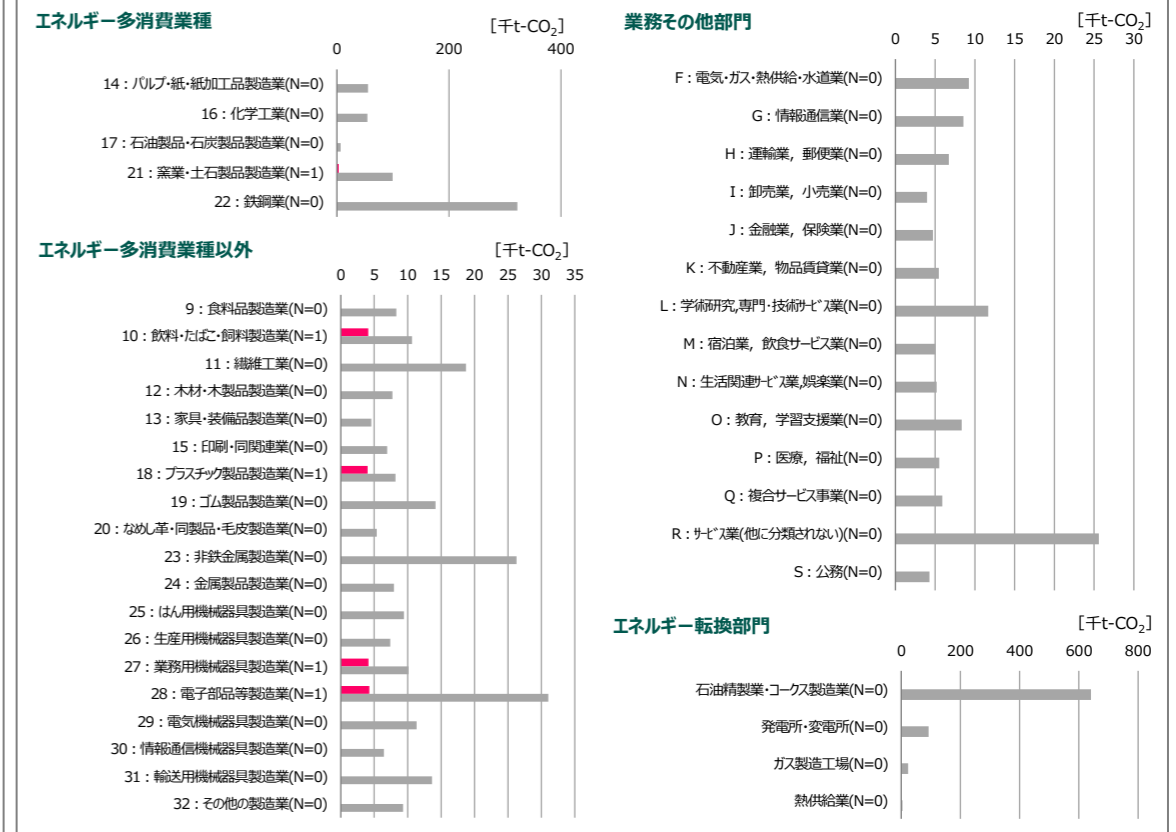 エネルギー多消費業種
[千t-CO₂]
0 200 400
14：パルプ・紙・紙加工品製造業(N=0)
16：化学工業(N=0)
17：石油製品・石炭製品製造業(N=0)
21：窯業・土石製品製造業(N=1)
22：鉄鋼業(N=0)
エネルギー多消費業種以外
[千t-CO₂]
0 5 10 15 20 25 30 35
9：食料品製造業(N=0)
10：飲料・たばこ・飼料製造業(N=1)
11：繊維工業(N=0)
12：木材・木製品製造業(N=0)
13：家具・装備品製造業(N=0)
15：印刷・同関連業(N=0)
18：プラスチック製品製造業(N=1)
19：ゴム製品製造業(N=0)
20：なめし革・同製品・毛皮製造業(N=0)
23：非鉄金属製造業(N=0)
24：金属製品製造業(N=0)
25：はん用機械器具製造業(N=0)
26：生産用機械器具製造業(N=0)
27：業務用機械器具製造業(N=1)
28：電子部品等製造業(N=1)
29：電気機械器具製造業(N=0)
30：情報通信機械器具製造業(N=0)
31：輸送用機械器具製造業(N=0)
32：その他の製造業(N=0)
業務その他部門
[千t-CO₂]
0 5 10 15 20 25 30
F：電気・ガス・熱供給・水道業(N=0)
G：情報通信業(N=0)
H：運輸業，郵便業(N=0)
I：卸売業，小売業(N=0)
J：金融業，保険業(N=0)
K：不動産業，物品賃貸業(N=0)
L：学術研究,専門・技術サービス業(N=0)
M：宿泊業，飲食サービス業(N=0)
N：生活関連サービス業,娯楽業(N=0)
O：教育，学習支援業(N=0)
P：医療，福祉(N=0)
Q：複合サービス事業(N=0)
R：サービス業(他に分類されない)(N=0)
S：公務(N=0)
エネルギー転換部門
[千t-CO₂]
0 200 400 600 800
石油精製業・コークス製造業(N=0)
発電所・変電所(N=0)
ガス製造工場(N=0)
熱供給業(N=0)